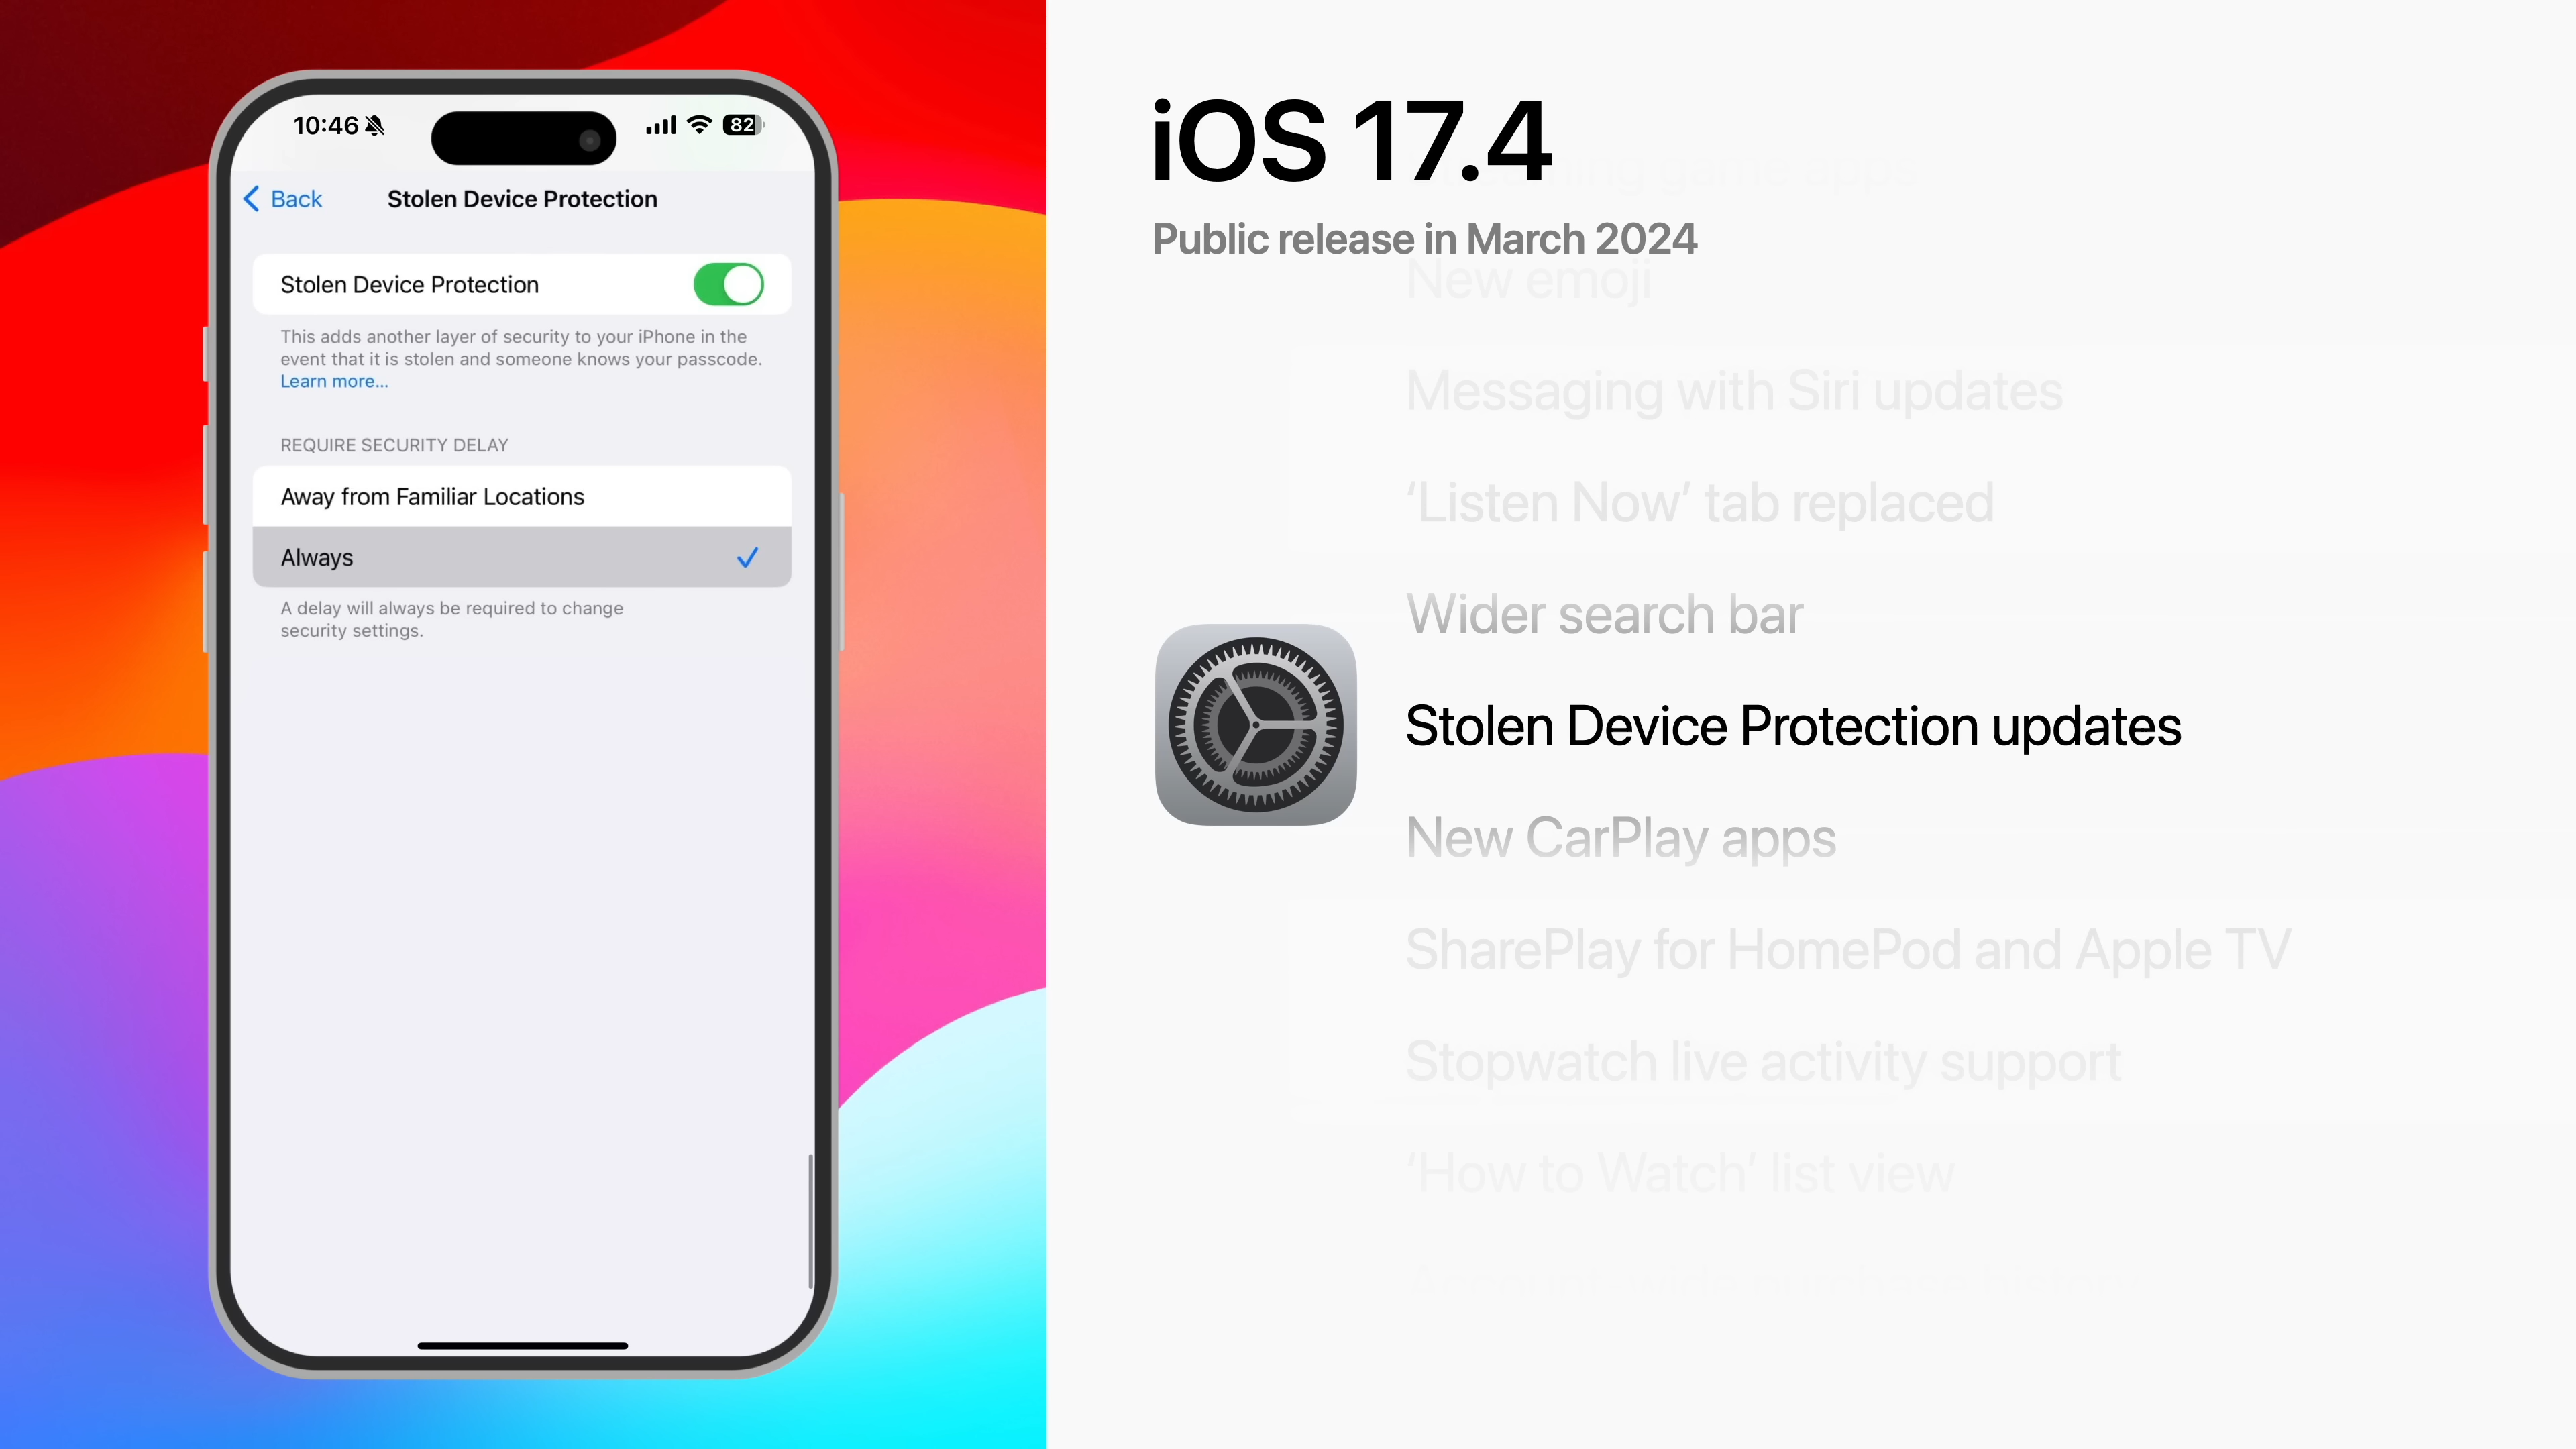 10:46
82
Back
Stolen Device Protection
Stolen Device Protection
This adds another layer of security to your iPhone in the
event that it is stolen and someone knows your passcode.
Learn more...
REQUIRE SECURITY DELAY
Away from Familiar Locations
Always
A delay will always be required to change
security settings.
iOS 17.4
game apps
Public release in March 2024
New emoji
Messaging with Siri updates
‘Listen Now’ tab replaced
Wider search bar
Stolen Device Protection updates
New CarPlay apps
SharePlay for HomePod and Apple TV
Stopwatch live activity support
‘How to Watch’ list view